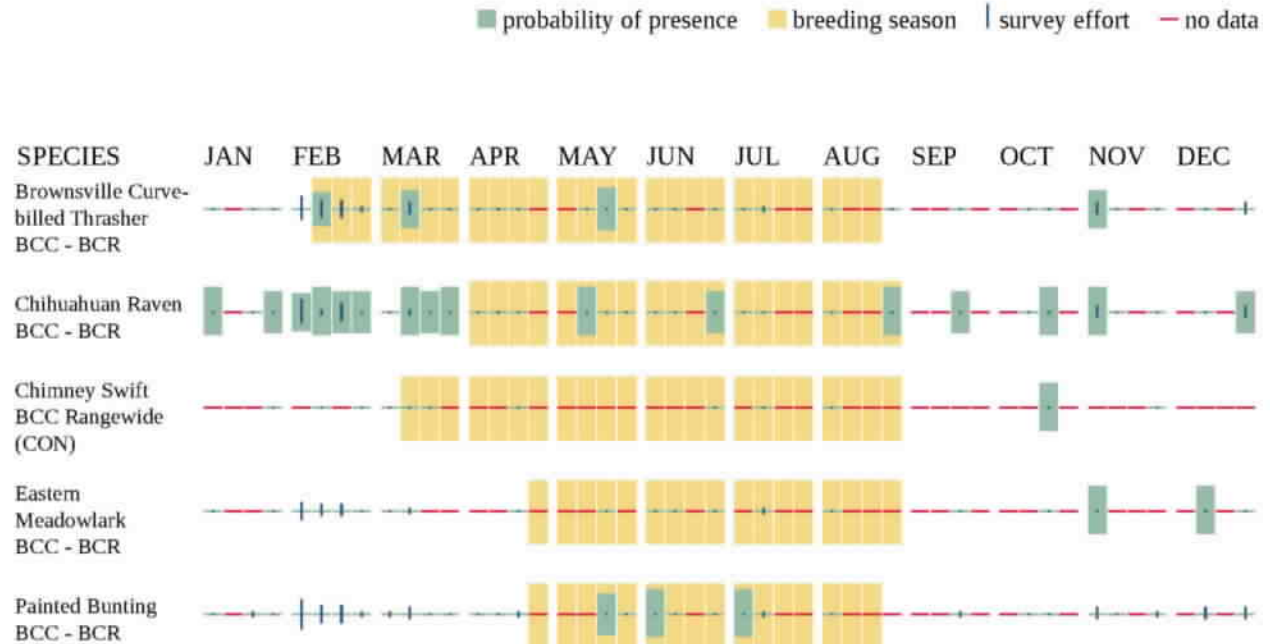 probability of presence breeding season survey effort no data
SPECIES JAN FEB MAR APR MAY JUN JUL AUG SEP OCT NOV DEC
Brownsville Curve-
billed Thrasher
BCC - BCR
Chihuahuan Raven
BCC - BCR
Chimney Swift
BCC Rangewide
(CON)
Eastern
Meadowlark
BCC - BCR
Painted Bunting
BCC - BCR